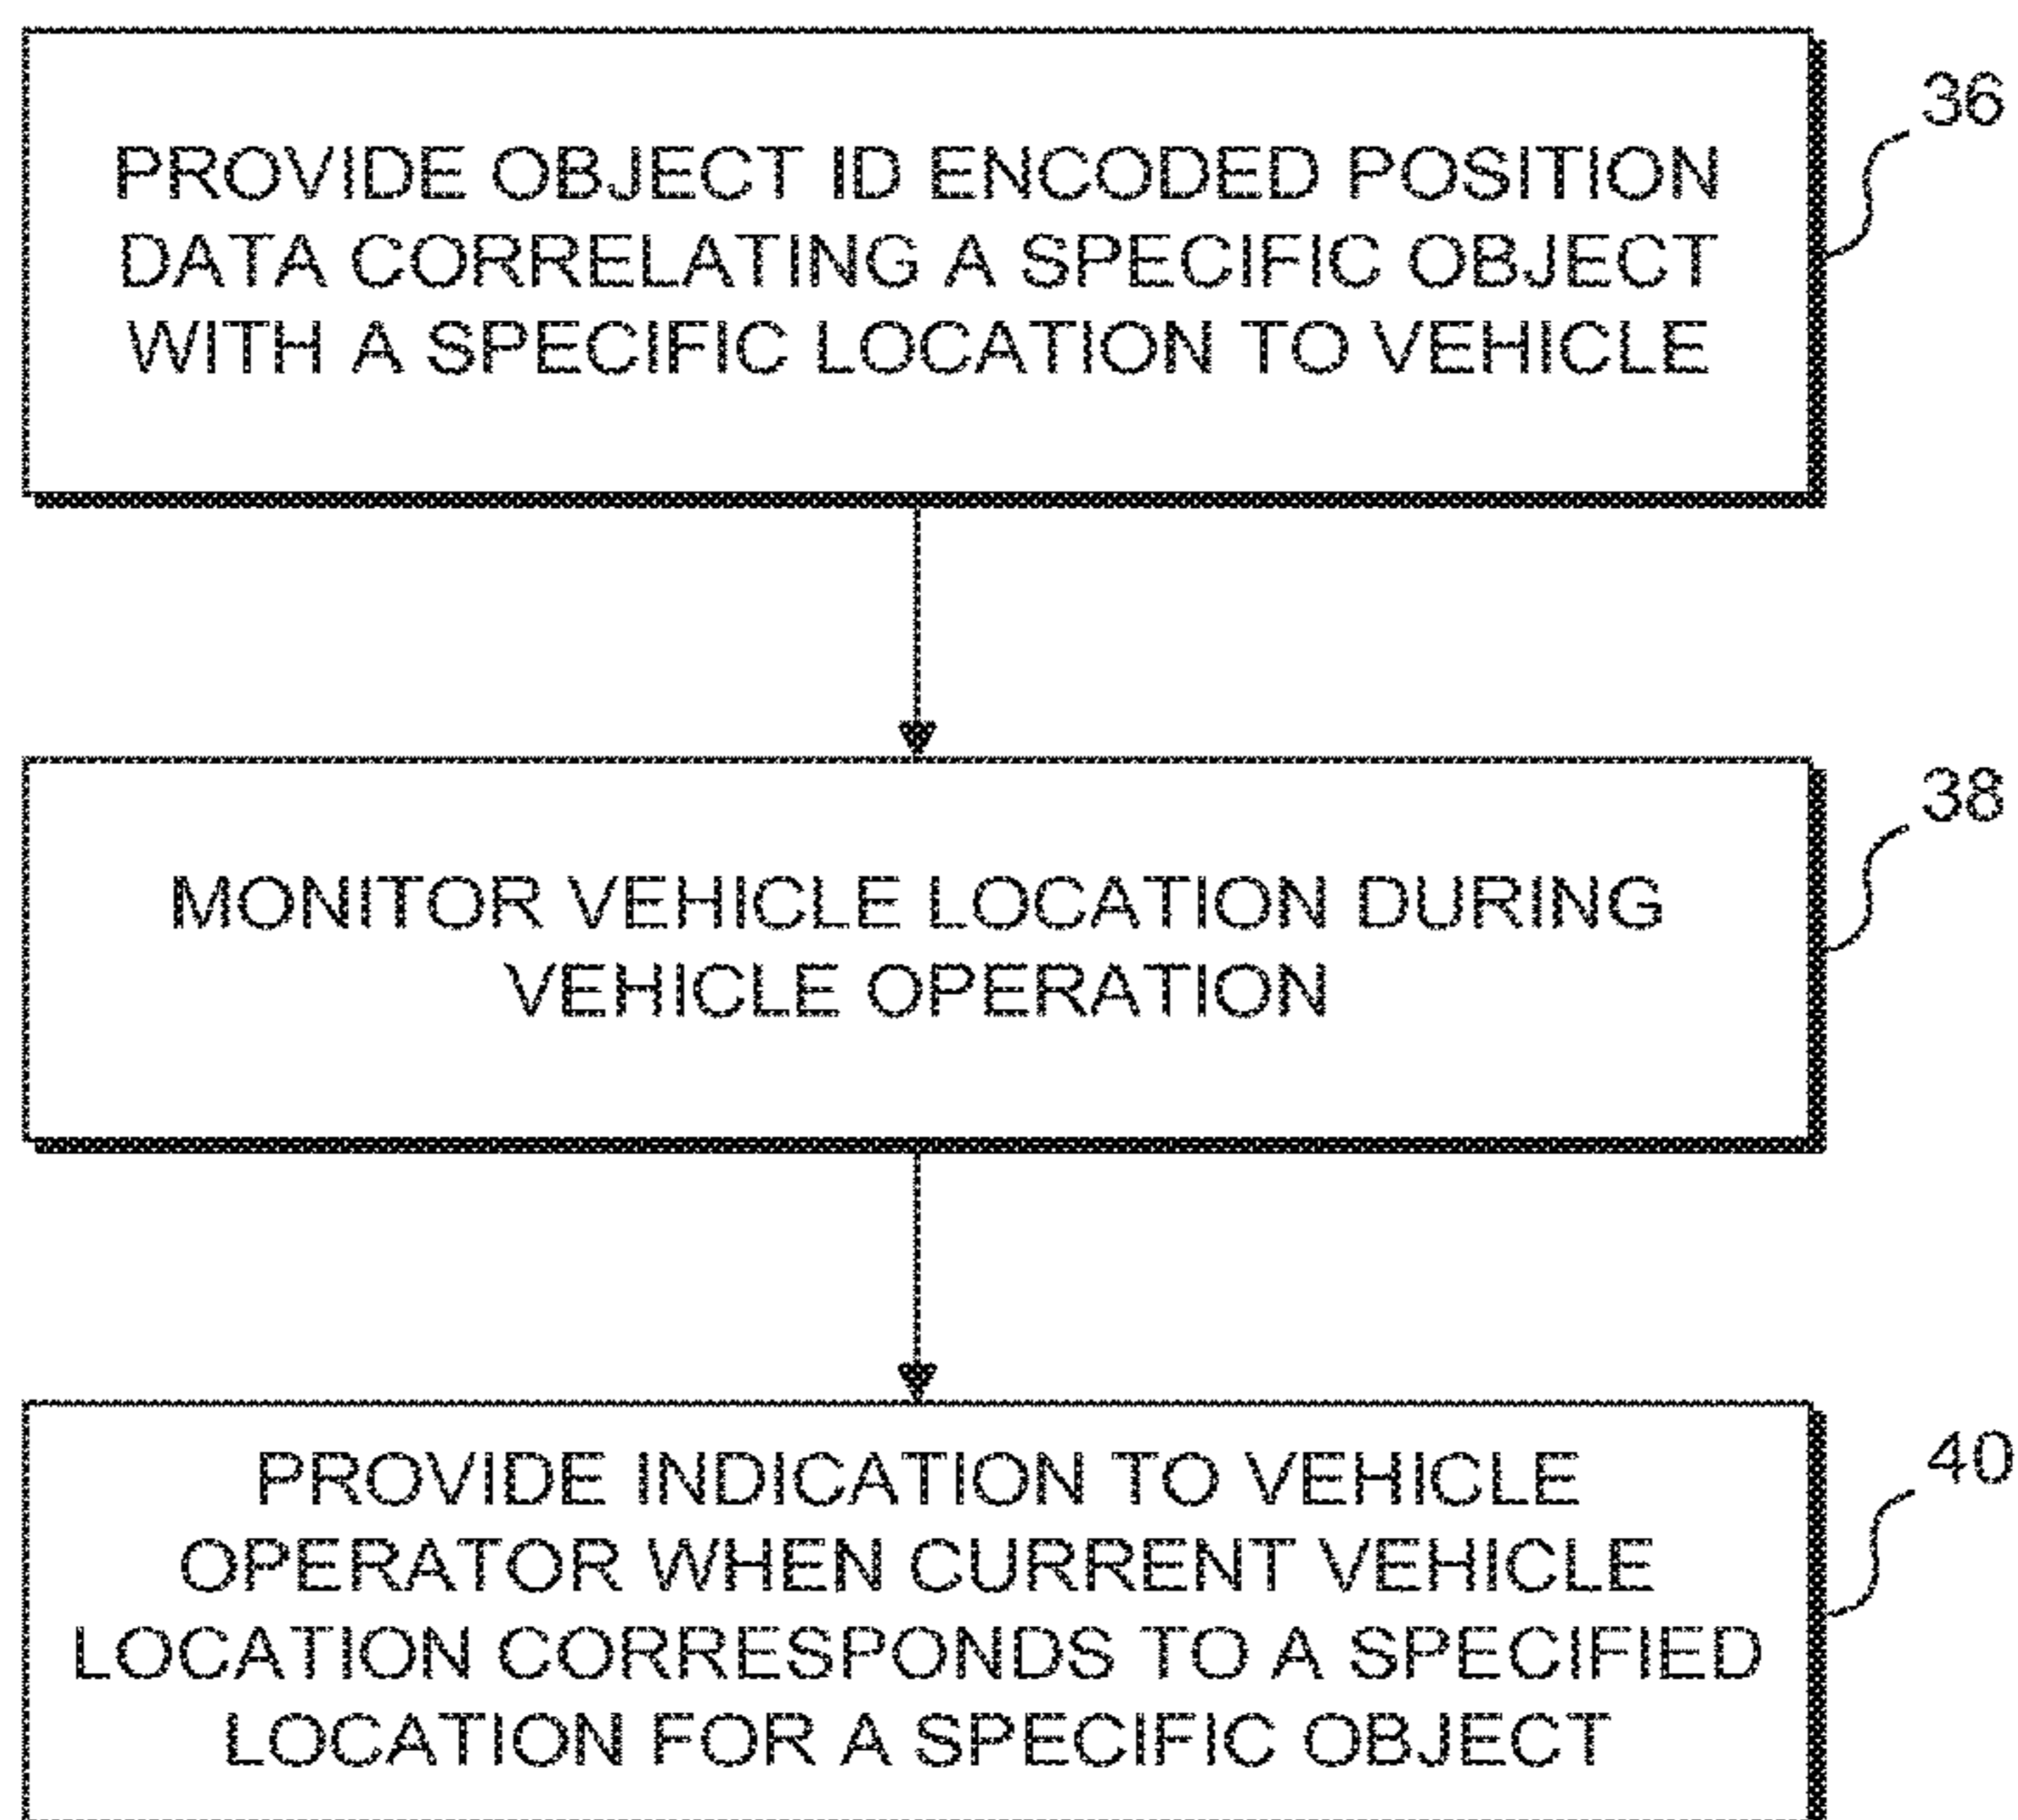 36
PROVIDE OBJECT ID ENCODED POSITION
DATA CORRELATING A SPECIFIC OBJECT
WITH A SPECIFIC LOCATION TO VEHICLE
38
MONITOR VEHICLE LOCATION DURING
VEHICLE OPERATION
40
PROVIDE INDICATION TO VEHICLE
OPERATOR WHEN CURRENT VEHICLE
LOCATION CORRESPONDS TO A SPECIFIED
LOCATION FOR A SPECIFIC OBJECT